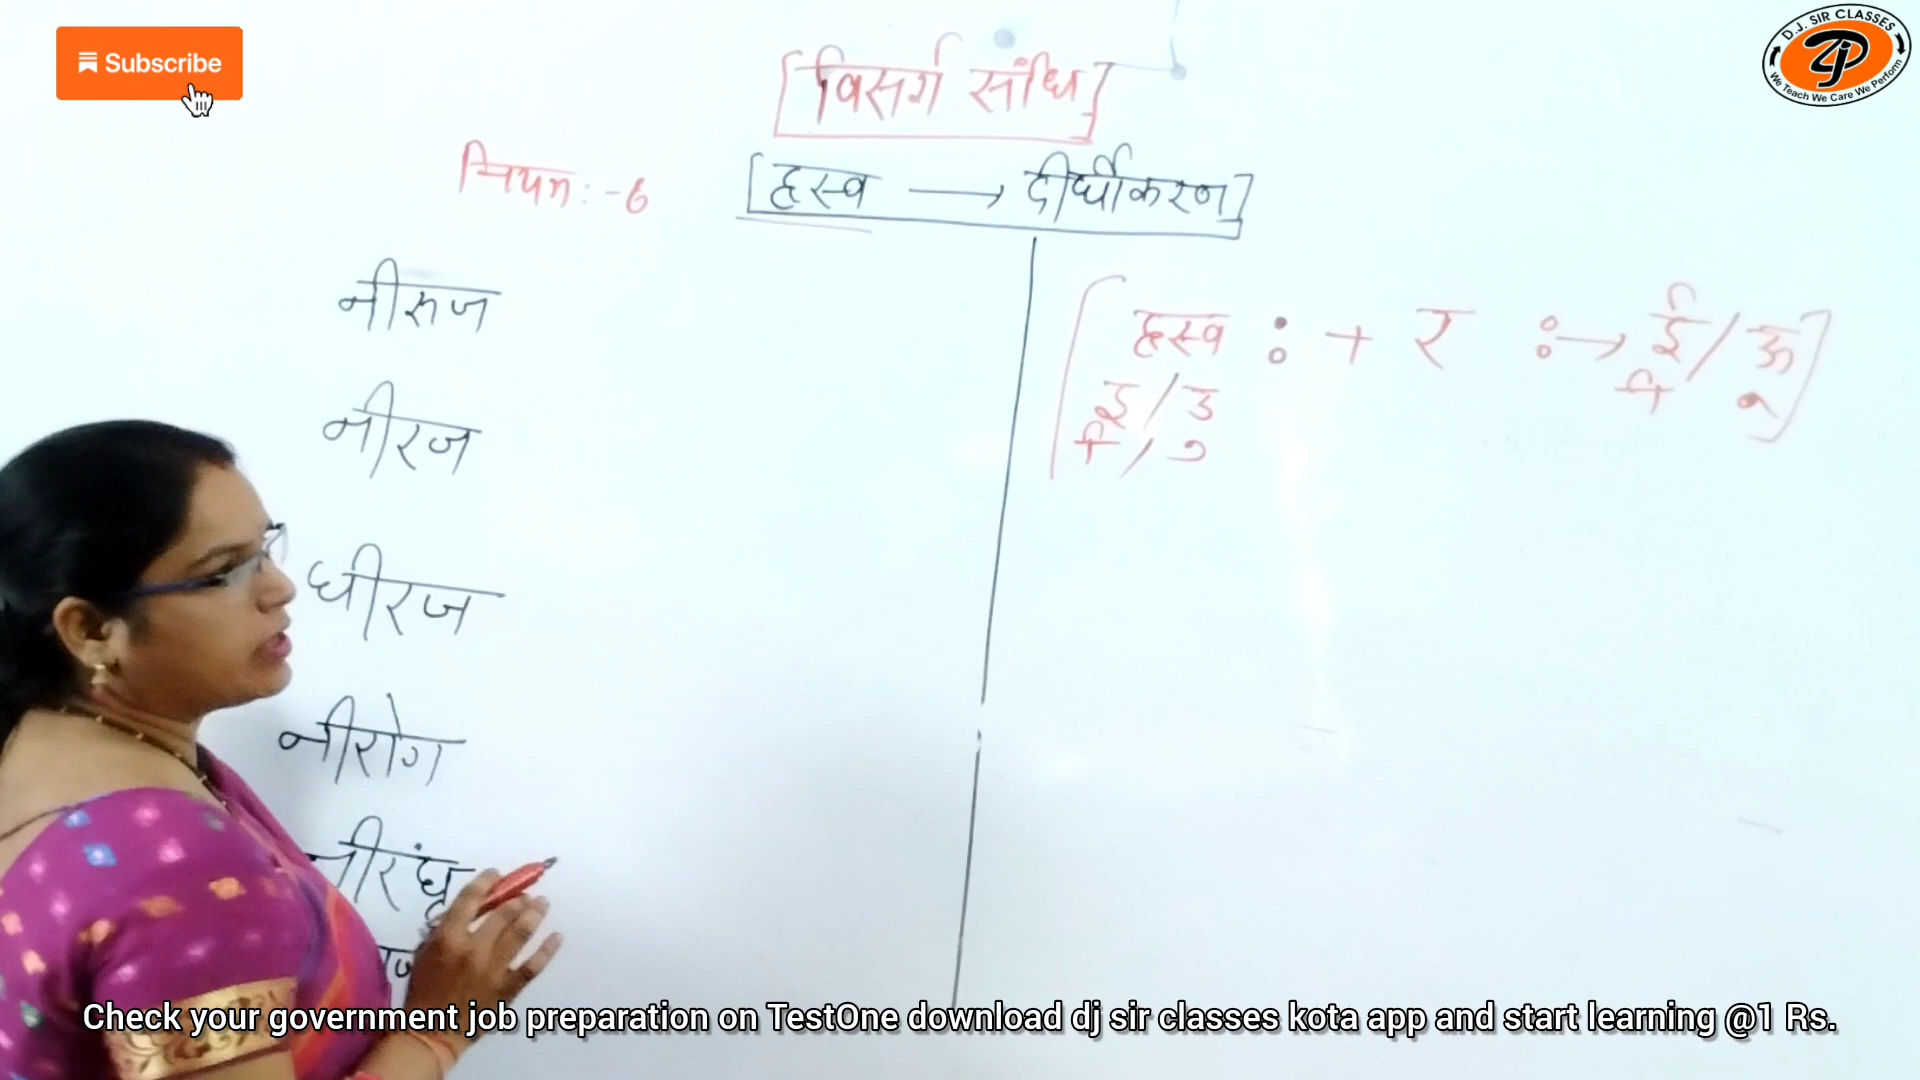 Subscribe
D.J. SIR CLASSES
We Teach We Care We Perform
[विसर्ग संधि]
नियम :- 6
[ह्रस्व → दीर्घीकरण]
नीरुज
नीरज
धीरज
नीरोग
नीरंध्र
ह्रस्व : + र : → ई / ऊ
इ / उ
ि / ु ी ू
Check your government job preparation on TestOne download dj sir classes kota app and start learning @1 Rs.